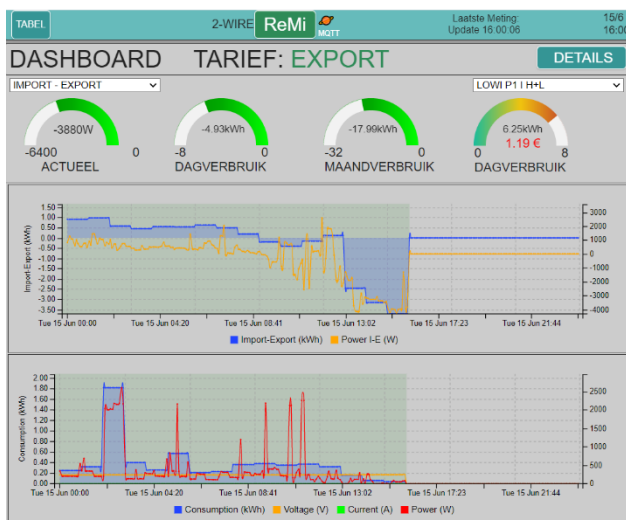 TABEL
2-WIRE ReMi MQTT
Laatste Meting: 15/6
Update 16:00:06 16:00
DASHBOARD TARIEF: EXPORT DETAILS
IMPORT - EXPORT
LOWI P1 I H+L
-3880W -4.93kWh -17.99kWh 6.25kWh
1.19 €
-6400 0 -8 0 -32 0 0 8
ACTUEEL DAGVERBRUIK MAANDVERBRUIK DAGVERBRUIK
Import-Export (kWh)
1.50
1.00
0.50
0.00
-0.50
-1.00
-1.50
-2.00
-2.50
-3.00
-3.50
3000
2000
1000
0
-1000
-2000
-3000
-4000
Tue 15 Jun 00:00 Tue 15 Jun 04:20 Tue 15 Jun 08:41 Tue 15 Jun 13:02 Tue 15 Jun 17:23 Tue 15 Jun 21:44
Import-Export (kWh) Power I-E (W)
Consumption (kWh)
2.00
1.80
1.60
1.40
1.20
1.00
0.80
0.60
0.40
0.20
0.00
2500
2000
1500
1000
500
0
Tue 15 Jun 00:00 Tue 15 Jun 04:20 Tue 15 Jun 08:41 Tue 15 Jun 13:02 Tue 15 Jun 17:23 Tue 15 Jun 21:44
Consumption (kWh) Voltage (V) Current (A) Power (W)